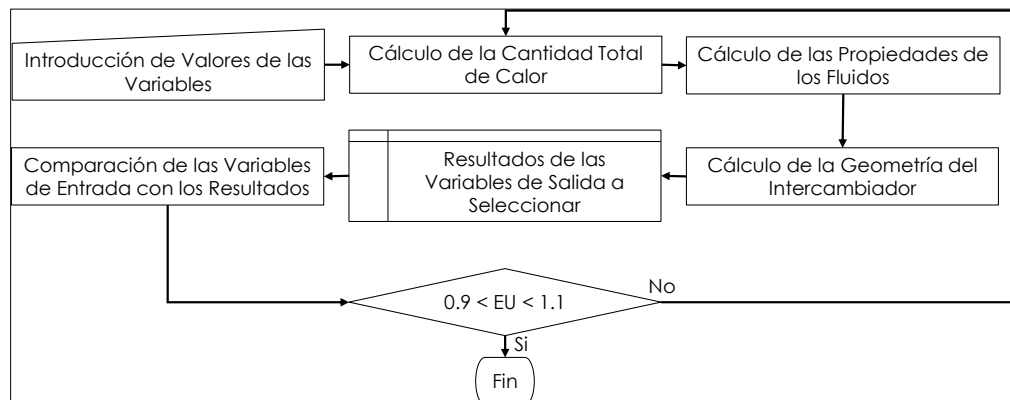 Introducción de Valores de las
Variables
Cálculo de la Cantidad Total
de Calor
Cálculo de las Propiedades de
los Fluidos
Comparación de las Variables
de Entrada con los Resultados
Resultados de las
Variables de Salida a
Seleccionar
Cálculo de la Geometría del
Intercambiador
0.9 < EU < 1.1
No
Si
Fin